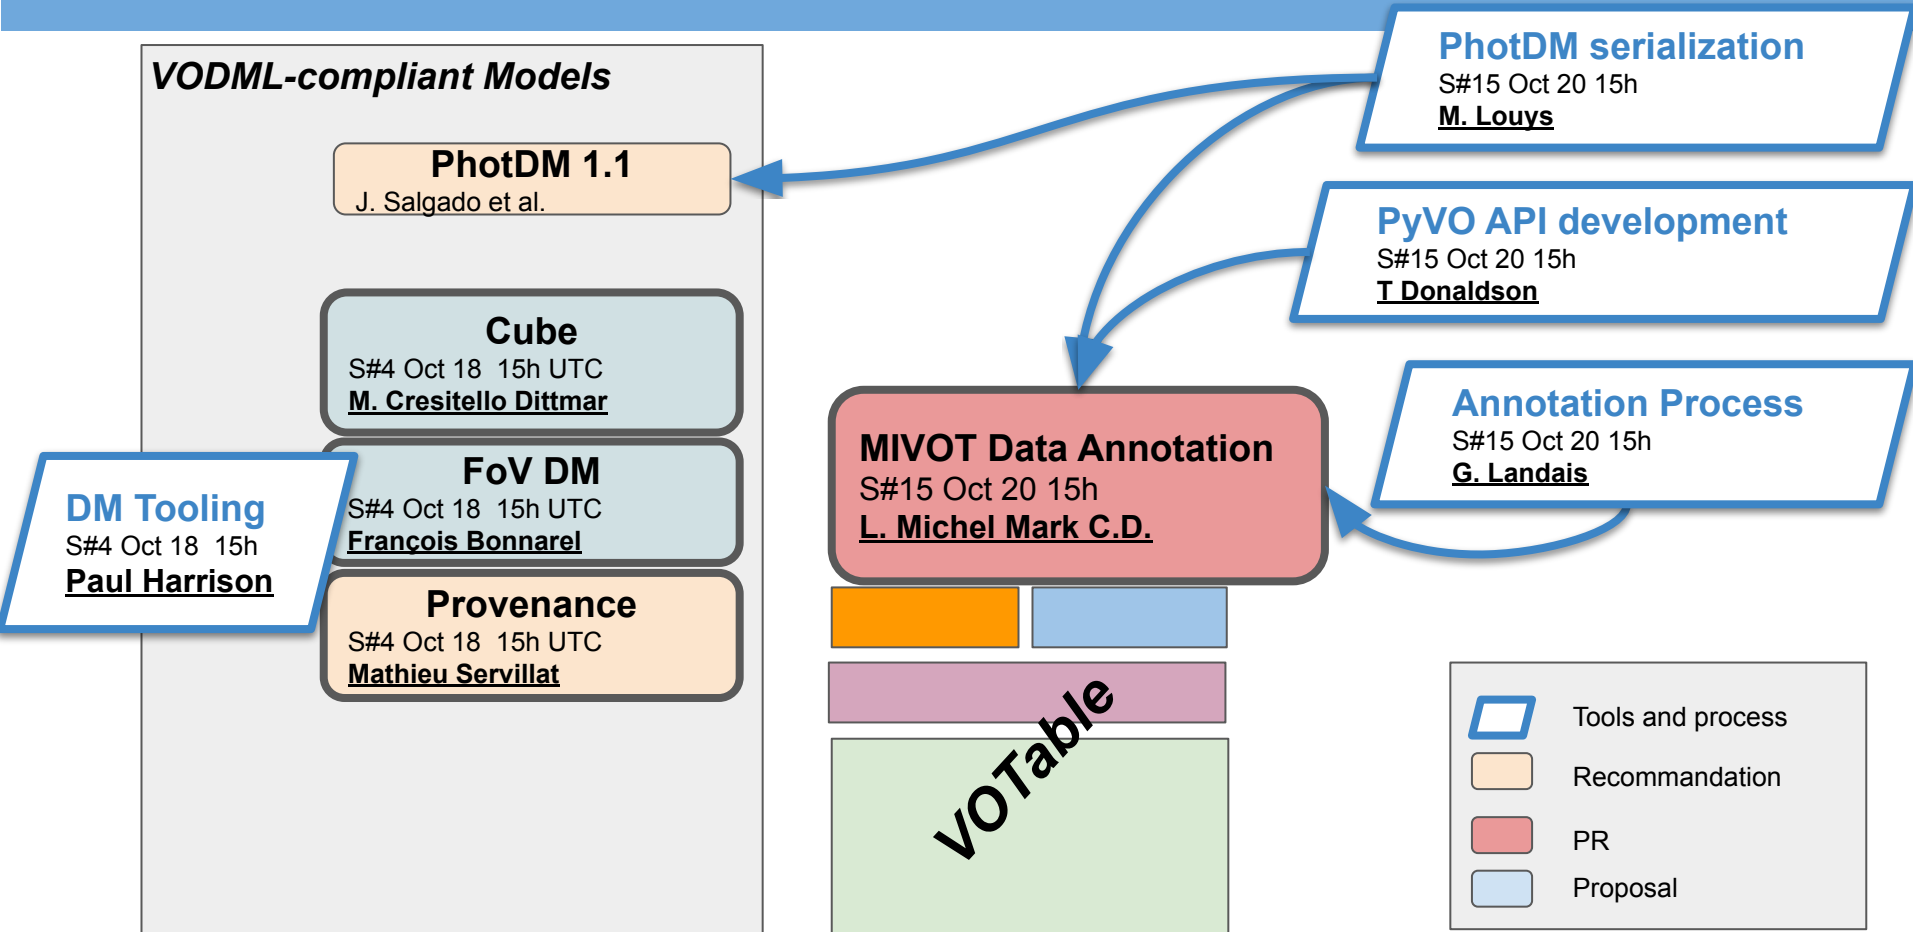 VODML-compliant Models
PhotDM 1.1
J. Salgado et al.
Cube
S#4 Oct 18 15h UTC
M. Cresitello Dittmar
FoV DM
S#4 Oct 18 15h UTC
François Bonnarel
Provenance
S#4 Oct 18 15h UTC
Mathieu Servillat
DM Tooling
S#4 Oct 18 15h
Paul Harrison
PhotDM serialization
S#15 Oct 20 15h
M. Louys
PyVO API development
S#15 Oct 20 15h
T Donaldson
Annotation Process
S#15 Oct 20 15h
G. Landais
MIVOT Data Annotation
S#15 Oct 20 15h
L. Michel Mark C.D.
VOTable
Tools and process
Recommandation
PR
Proposal